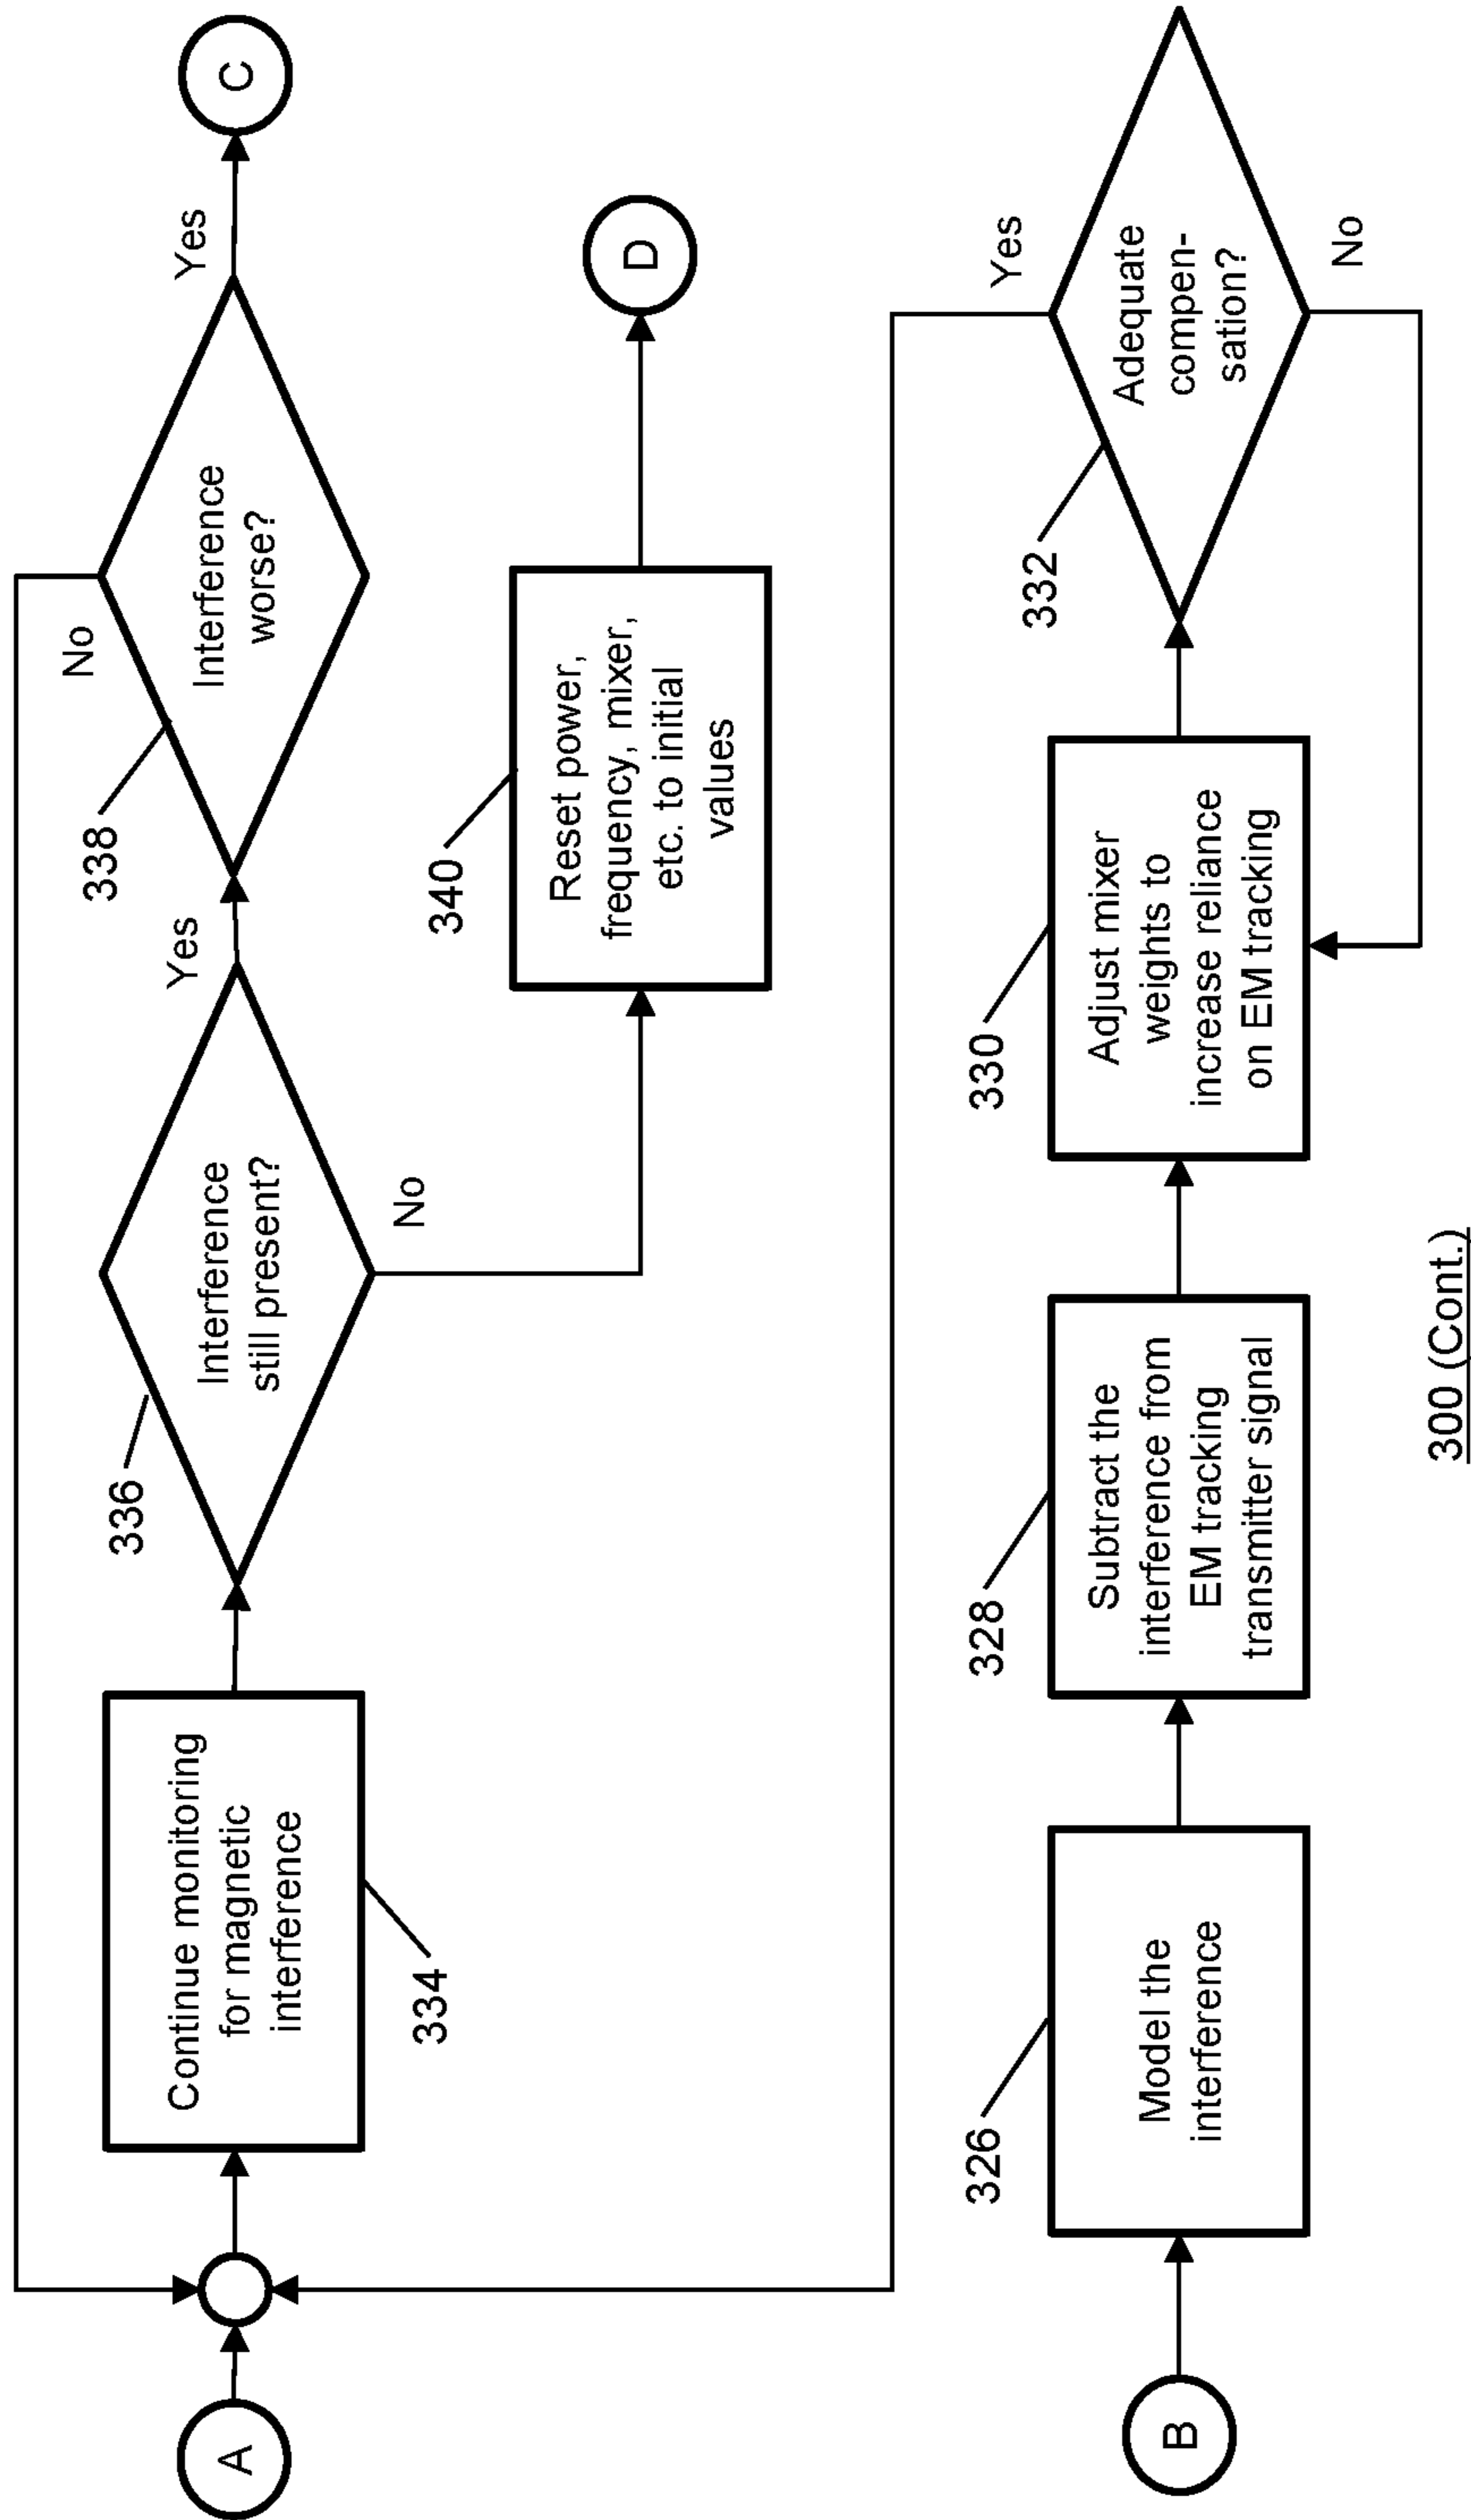 A
Continue monitoring
for magnetic
interference
334
336
Interference
still present?
Yes
No
338
Interference
worse?
No
Yes
C
340
Reset power,
frequency, mixer,
etc. to initial
values
D
B
326
Model the
interference
328
Subtract the
interference from
EM tracking
transmitter signal
330
Adjust mixer
weights to
increase reliance
on EM tracking
332
Adequate
compen-
sation?
Yes
No
300 (Cont.)